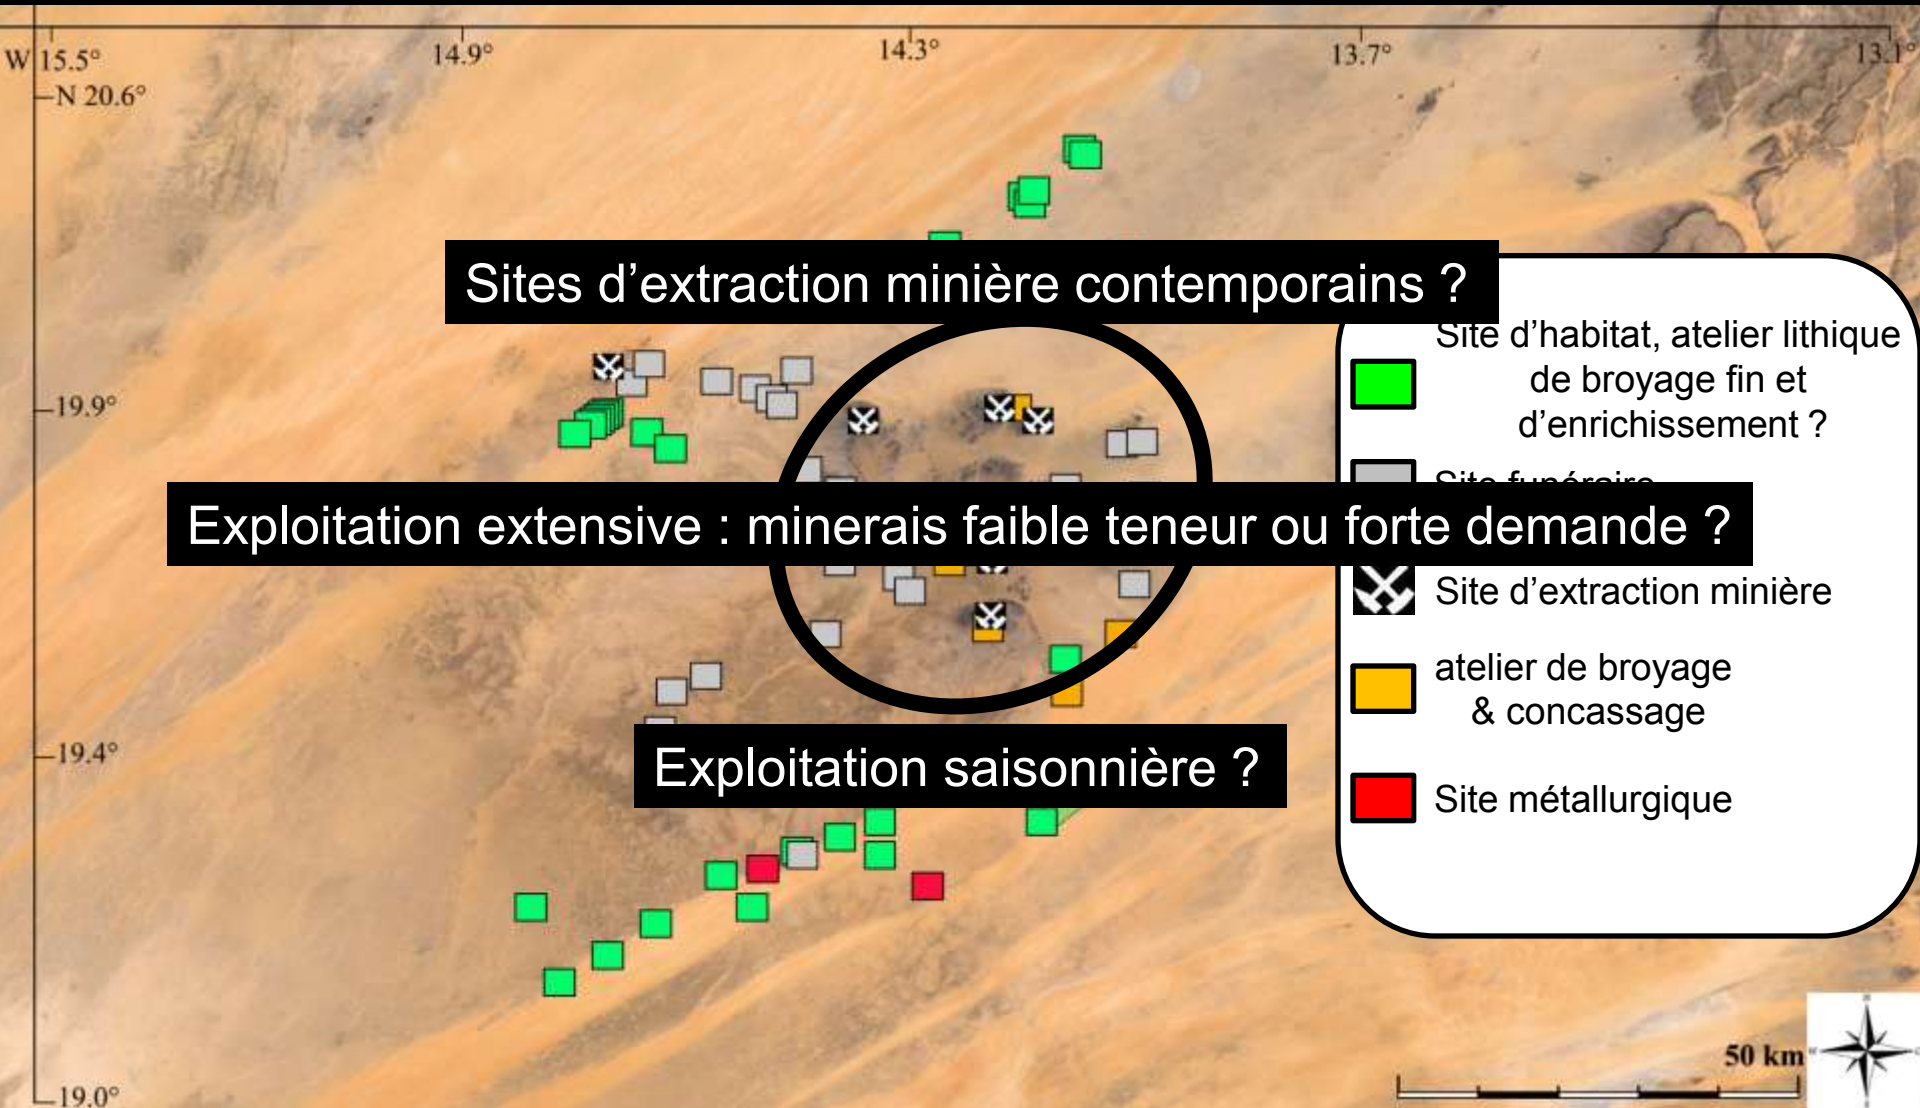 W 15.5°
14.9°
14.3°
13.7°
13.1°
N 20.6°
Sites d’extraction minière contemporains ?
Site d’habitat, atelier lithique
de broyage fin et
d’enrichissement ?
19.9°
Site funéraire
Exploitation extensive : minerais faible teneur ou forte demande ?
Site d’extraction minière
atelier de broyage
& concassage
19.4°
Exploitation saisonnière ?
Site métallurgique
50 km
19.0°